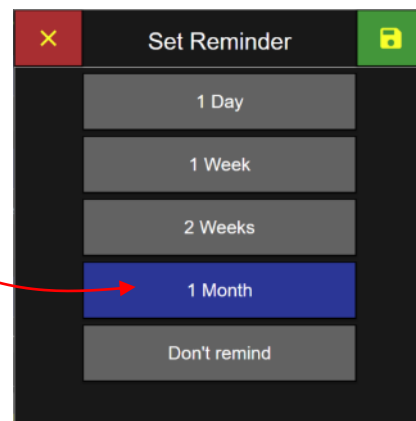 Set Reminder
1 Day
1 Week
2 Weeks
1 Month
Don't remind